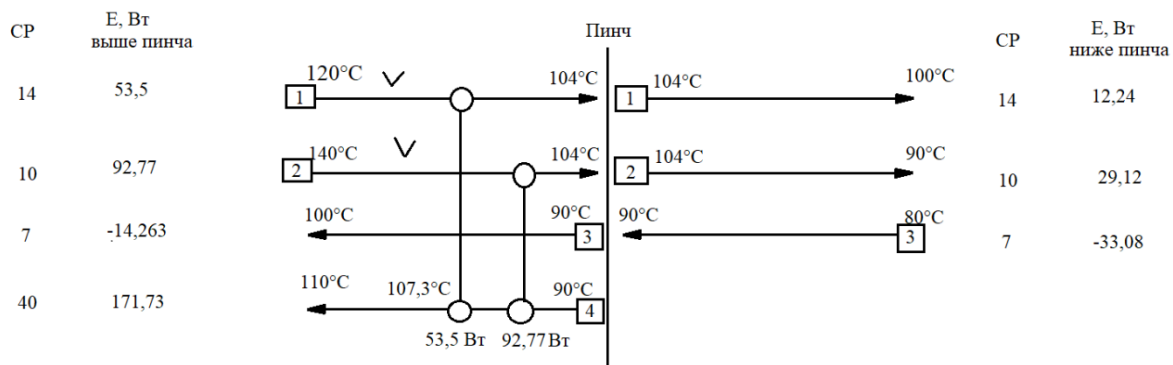 СР
Е, Вт
выше пинча
Пинч
СР
Е, Вт
ниже пинча
14
53,5
1
120°C
104°C
1
104°C
100°C
14
12,24
10
92,77
2
140°C
104°C
2
104°C
90°C
10
29,12
7
-14,263
100°C
90°C
3
90°C
80°C
3
7
-33,08
40
171,73
110°C
107,3°C
90°C
4
53,5 Вт
92,77 Вт